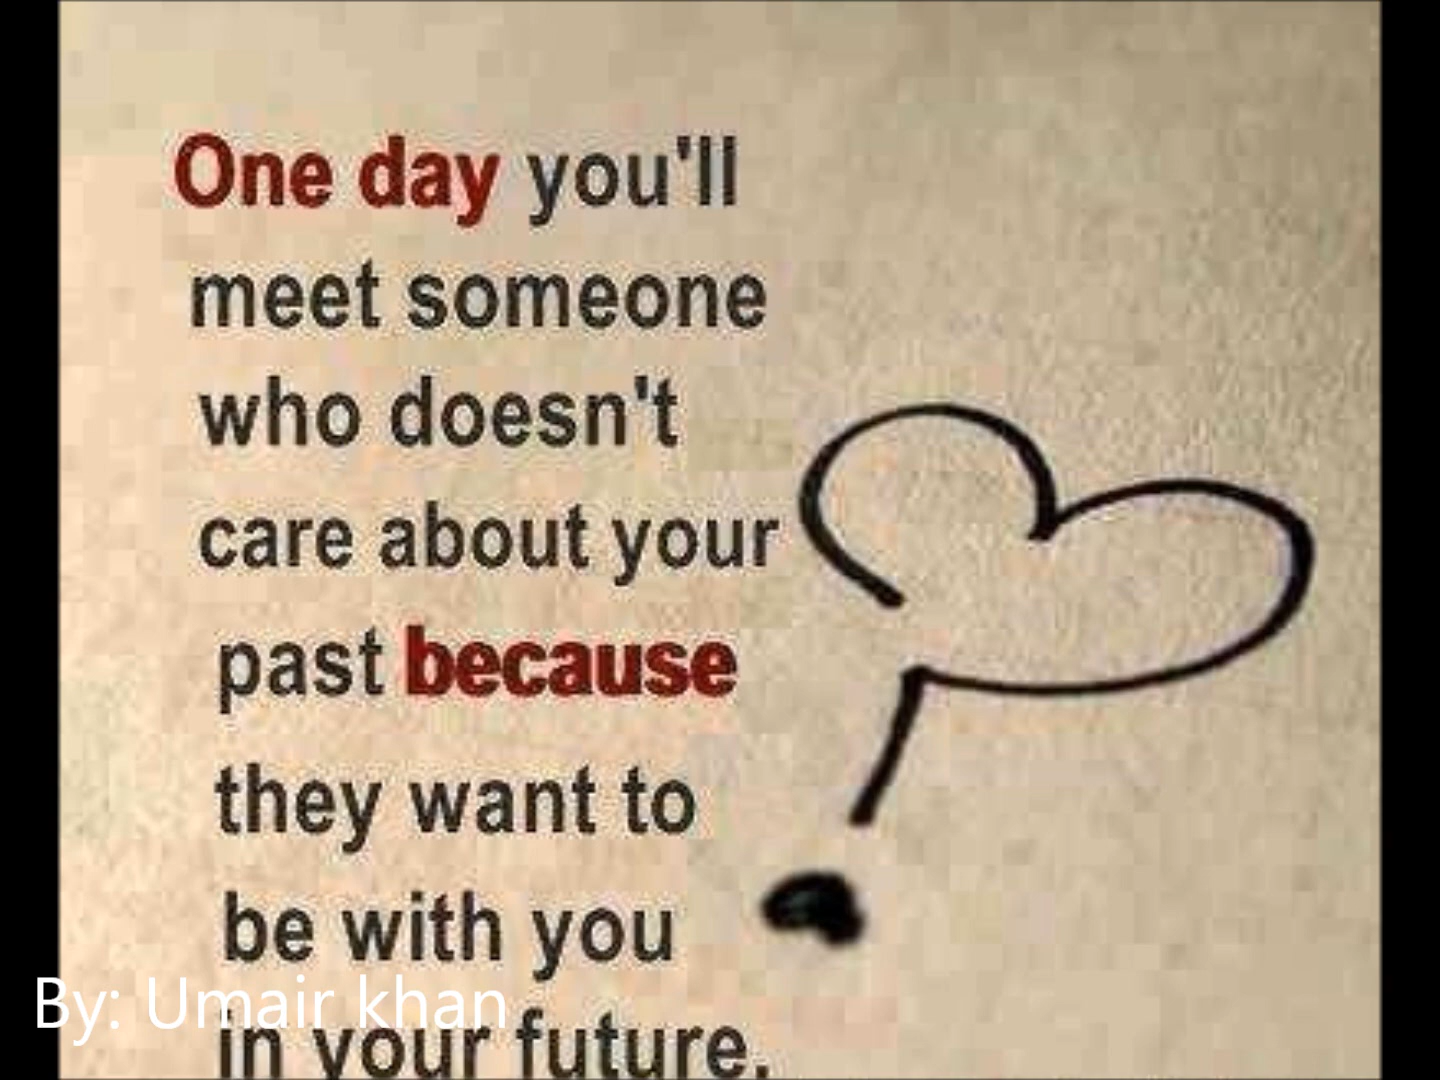 One day you'll
meet someone
who doesn't
care about your
past because
they want to
be with you
By: Umair khan
in your future.